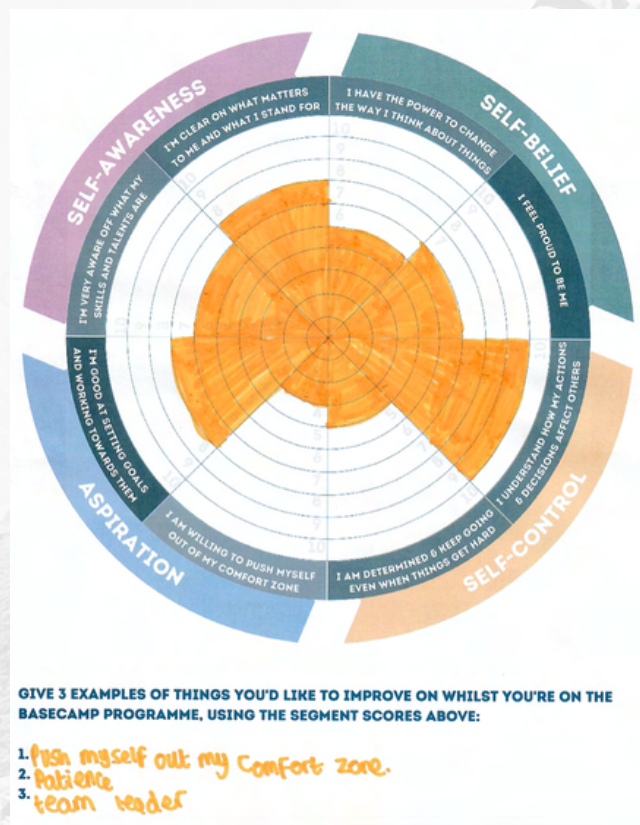 SELF-AWARENESS
I'M CLEAR ON WHAT MATTERS
TO ME AND WHAT I STAND FOR
I'M VERY AWARE OFF WHAT MY
SKILLS AND TALENTS ARE
SELF-BELIEF
I HAVE THE POWER TO CHANGE
THE WAY I THINK ABOUT THINGS
I FEEL PROUD TO BE ME
SELF-CONTROL
I UNDERSTAND HOW MY ACTIONS
& DECISIONS AFFECT OTHERS
I AM DETERMINED & KEEP GOING
EVEN WHEN THINGS GET HARD
ASPIRATION
I AM WILLING TO PUSH MYSELF
OUT OF MY COMFORT ZONE
I'M GOOD AT SETTING GOALS
AND WORKING TOWARDS THEM
GIVE 3 EXAMPLES OF THINGS YOU'D LIKE TO IMPROVE ON WHILST YOU'RE ON THE
BASECAMP PROGRAMME, USING THE SEGMENT SCORES ABOVE:
1. Push myself out my comfort zone.
2. Patience
3. team